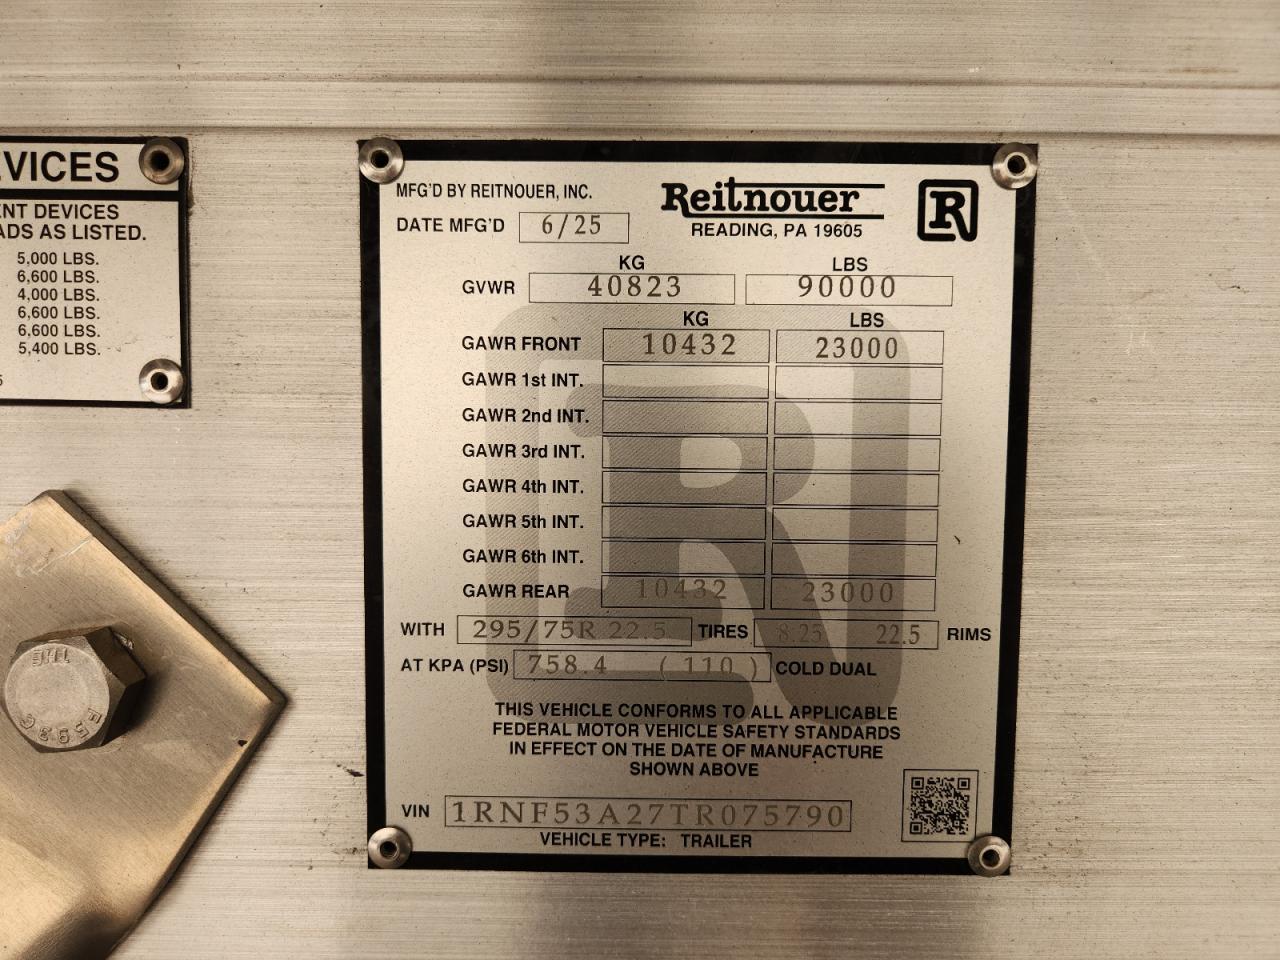 EVICES
ENT DEVICES
ADS AS LISTED.
5,000 LBS.
6,600 LBS.
4,000 LBS.
6,600 LBS.
6,600 LBS.
5,400 LBS.
MFG'D BY REITNOUER, INC.
Reitnouer
R
DATE MFG'D 6/25
READING, PA 19605
KG LBS
GVWR 40823 90000
KG LBS
GAWR FRONT 10432 23000
GAWR 1st INT.
GAWR 2nd INT.
GAWR 3rd INT.
GAWR 4th INT.
GAWR 5th INT.
GAWR 6th INT.
GAWR REAR 10432 23000
WITH 295/75R 22.5 TIRES 8.25 22.5 RIMS
AT KPA (PSI) 758.4 ( 110 ) COLD DUAL
THIS VEHICLE CONFORMS TO ALL APPLICABLE
FEDERAL MOTOR VEHICLE SAFETY STANDARDS
IN EFFECT ON THE DATE OF MANUFACTURE
SHOWN ABOVE
VIN 1RNF53A27TR075790
VEHICLE TYPE: TRAILER
THE
F593G